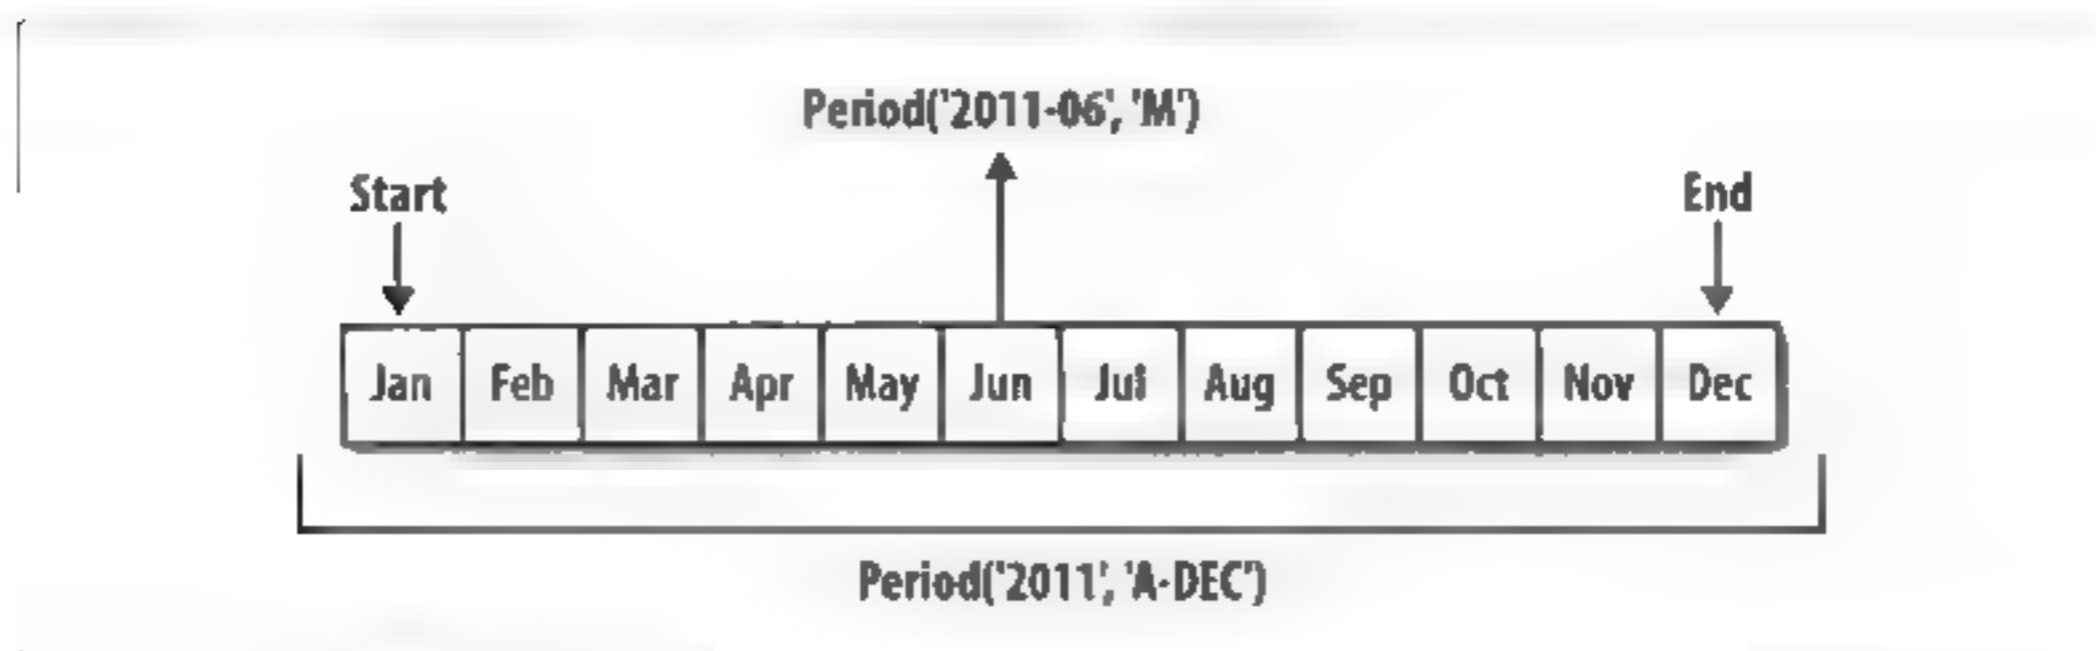 Period('2011-06', 'M')
Start
End
Jan Feb Mar Apr May Jun Jul Aug Sep Oct Nov Dec
Period('2011', 'A-DEC')